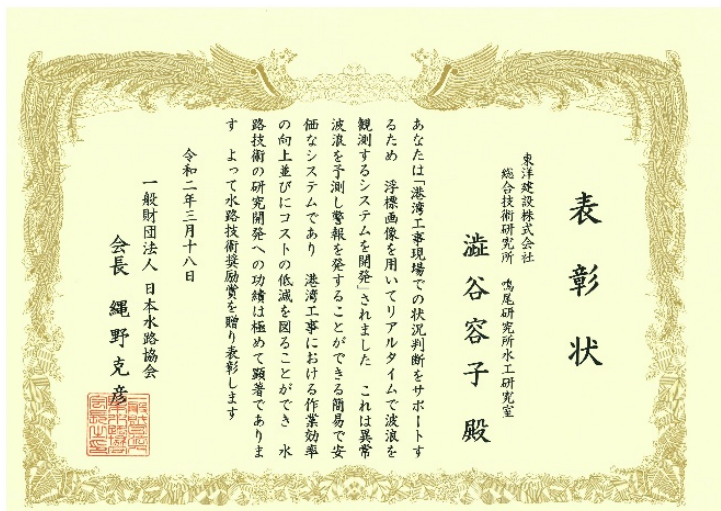 表彰状
東洋建設株式会社
総合技術研究所 鳴尾研究所水工研究室
澁谷容子 殿
あなたは「港湾工事現場での状況判断をサポートす
るため 浮標画像を用いてリアルタイムで波浪を
観測するシステムを開発」されました これは異常
波浪を予測し警報を発することができる簡易で安
価なシステムであり 港湾工事における作業効率
の向上並びにコストの低減を図ることができ 水
路技術の研究開発への功績は極めて顕著でありま
す よって水路技術奨励賞を贈り表彰します
令和二年三月十八日
一般財団法人 日本水路協会
会長 縄野克彦